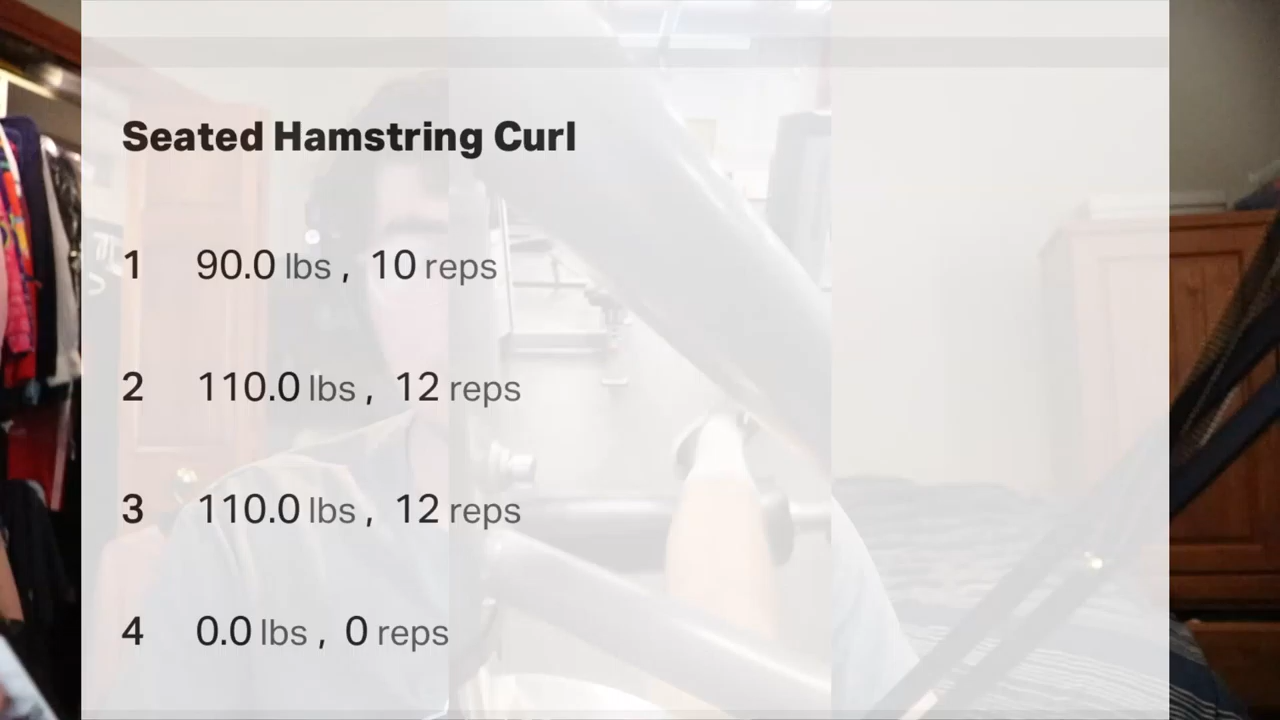 Seated Hamstring Curl
1 90.0 lbs , 10 reps
2 110.0 lbs , 12 reps
3 110.0 lbs , 12 reps
4 0.0 lbs , 0 reps